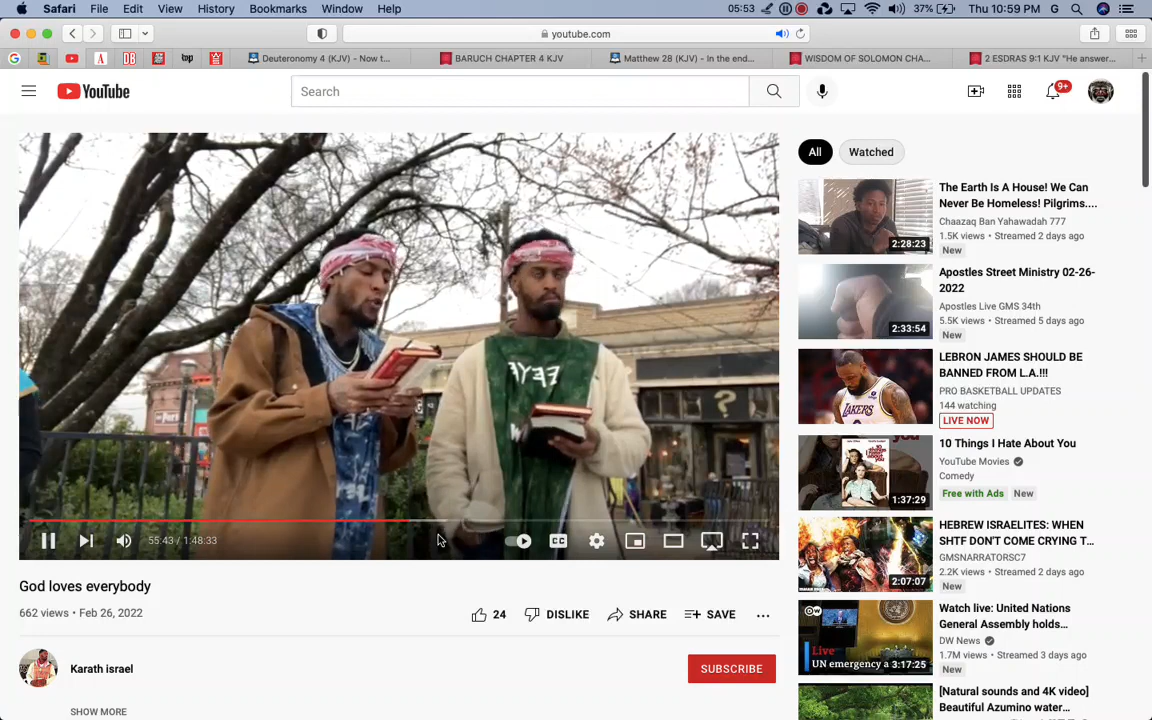 Safari File Edit View History Bookmarks Window Help 05:53 37% Thu 10:59 PM G
youtube.com
G A DB top Deuteronomy 4 (KJV) - Now t... BARUCH CHAPTER 4 KJV Matthew 28 (KJV) - In the end... WISDOM OF SOLOMON CHA... 2 ESDRAS 9:1 KJV "He answer...
YouTube Search 9+
All Watched
The Earth Is A House! We Can
Never Be Homeless! Pilgrims....
Chaazaq Ban Yahawadah 777
1.5K views • Streamed 2 days ago
2:28:23
New
Apostles Street Ministry 02-26-
2022
Apostles Live GMS 34th
5.5K views • Streamed 5 days ago
2:33:54
New
LEBRON JAMES SHOULD BE
BANNED FROM L.A.!!!
PRO BASKETBALL UPDATES
144 watching
LIVE NOW
LAKERS
10 Things I Hate About You
YouTube Movies
Comedy
Free with Ads New
1:37:29
HEBREW ISRAELITES: WHEN
SHTF DON'T COME CRYING T...
GMSNARRATORSC7
2.2K views • Streamed 2 days ago
2:07:07
New
Watch live: United Nations
General Assembly holds...
DW News
1.7M views • Streamed 3 days ago
Live
UN emergency a 3:17:25
New
[Natural sounds and 4K video]
Beautiful Azumino water...
55:43 / 1:48:33 CC
God loves everybody
662 views • Feb 26, 2022 24 DISLIKE SHARE SAVE
Karath israel SUBSCRIBE
SHOW MORE